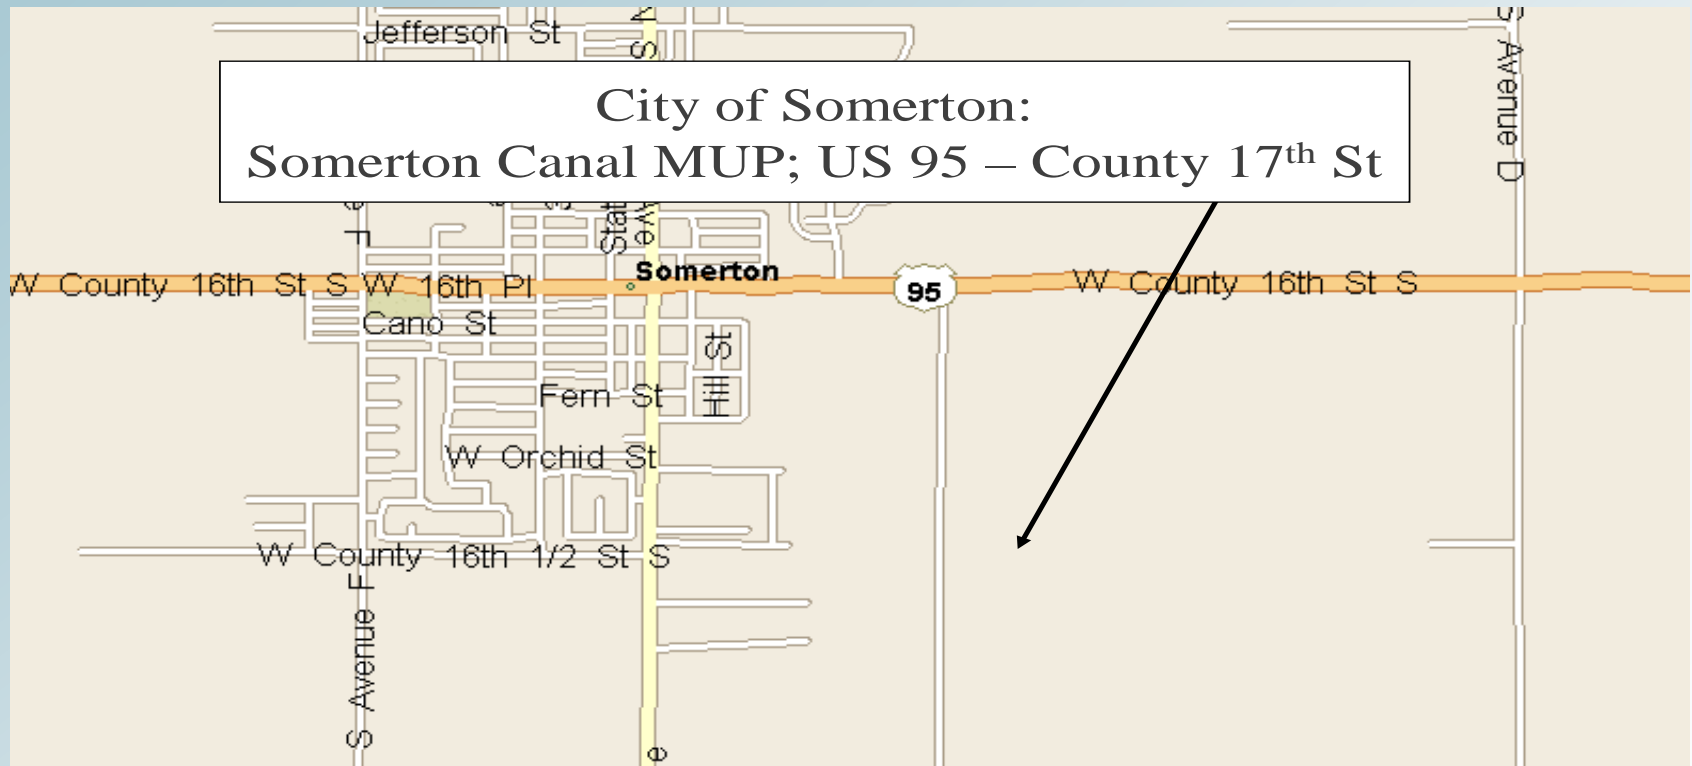 Jefferson St
S Avenue D
City of Somerton:
Somerton Canal MUP; US 95 – County 17th St
Somerton
W County 16th St S
W 16th Pl
95
W County 16th St S
Cano St
Hill St
Fern St
W Orchid St
W County 16th 1/2 St S
S Avenue F